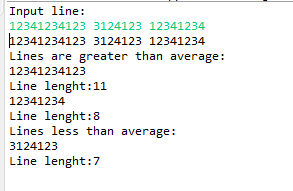 Input line:
12341234123 3124123 12341234
12341234123 3124123 12341234
Lines are greater than average:
12341234123
Line lenght:11
12341234
Line lenght:8
Lines less than average:
3124123
Line lenght:7